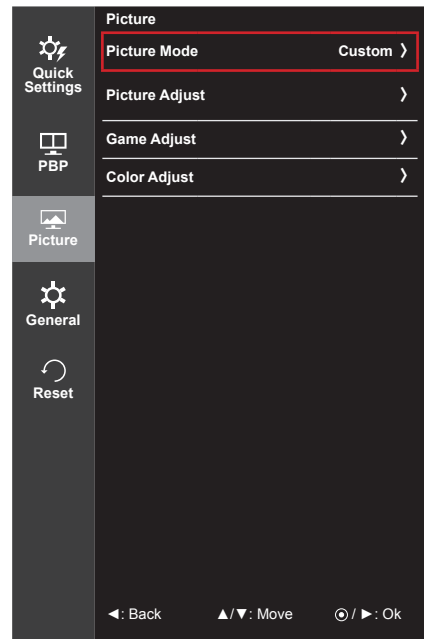 Picture
Quick
Settings
PBP
Picture
General
Reset
Picture Mode Custom 〉
Picture Adjust 〉
Game Adjust 〉
Color Adjust 〉
◄: Back ▲/▼: Move ⦿ / ►: Ok